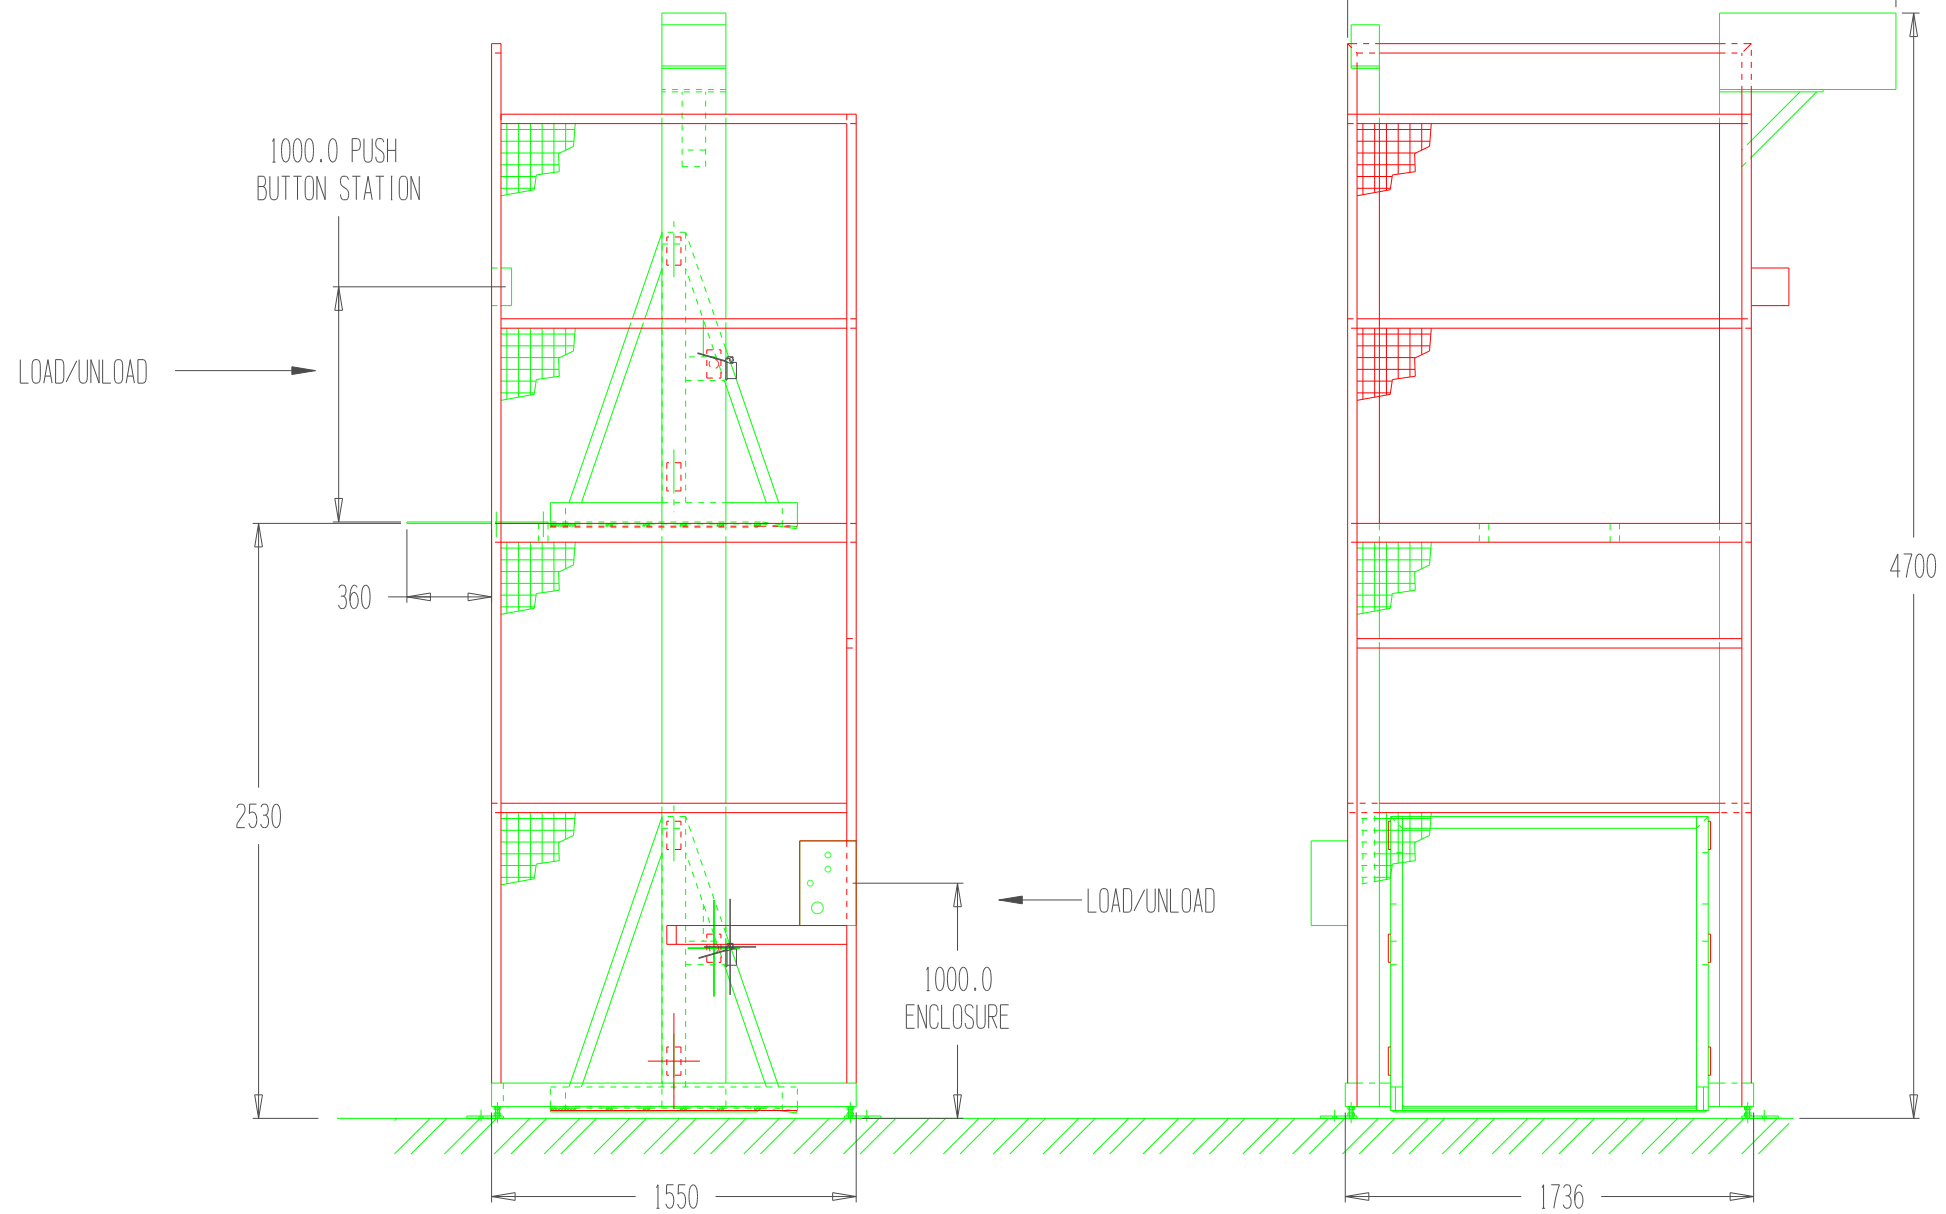 1000.0 PUSH
BUTTON STATION
LOAD/UNLOAD
4700
360
2530
LOAD/UNLOAD
1000.0
ENCLOSURE
1550
1736